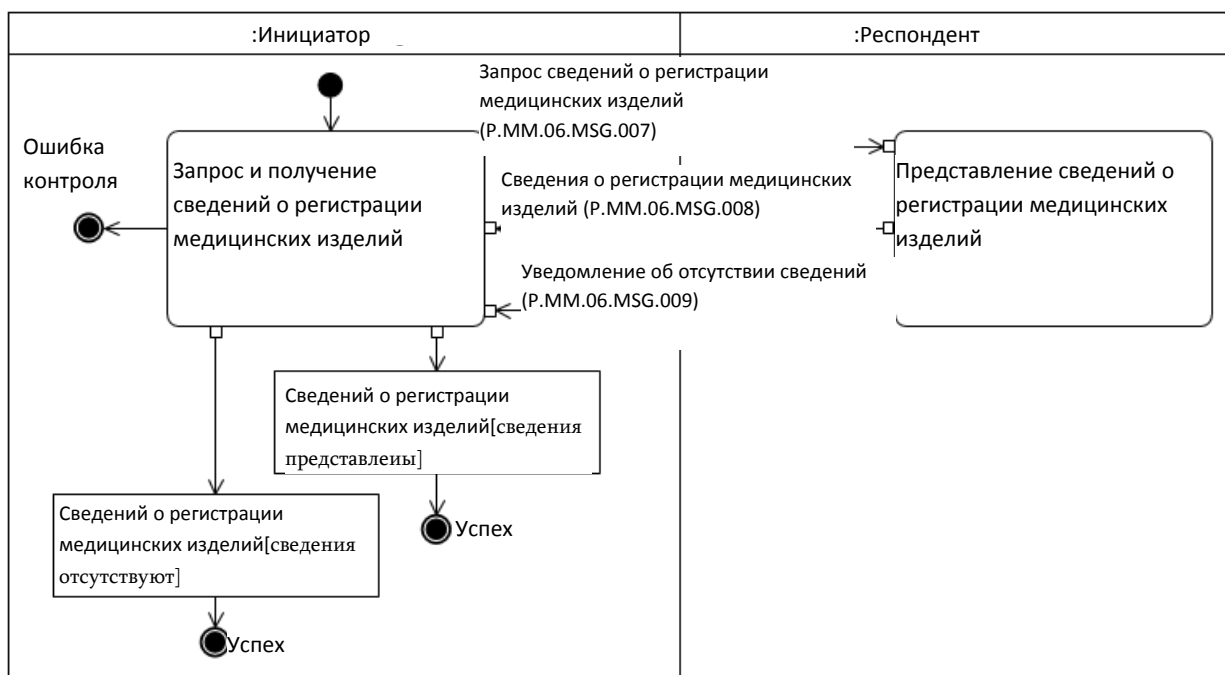 :Инициатор
:Респондент
Запрос сведений о регистрации
медицинских изделий
(P.MM.06.MSG.007)
Ошибка
контроля
Запрос и получение
сведений о регистрации
медицинских изделий
Сведения о регистрации медицинских
изделий (P.MM.06.MSG.008)
Представление сведений о
регистрации медицинских
изделий
Уведомление об отсутствии сведений
(P.MM.06.MSG.009)
Сведений о регистрации
медицинских изделий[сведения
представлеиы]
Успех
Сведений о регистрации
медицинских изделий[сведения
отсутствуют]
Успех